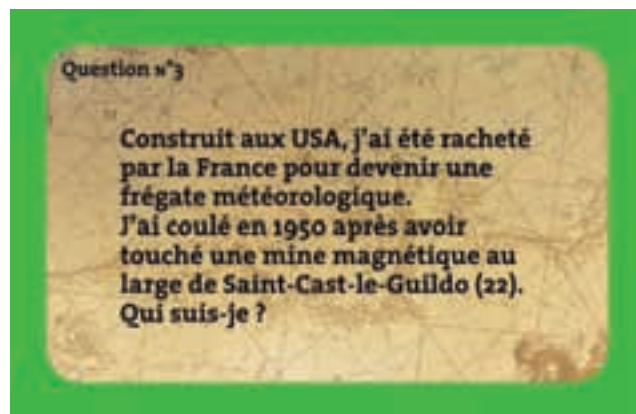 Question n°3
Construit aux USA, j'ai été racheté
par la France pour devenir une
frégate météorologique.
J'ai coulé en 1950 après avoir
touché une mine magnétique au
large de Saint-Cast-le-Guildo (22).
Qui suis-je ?